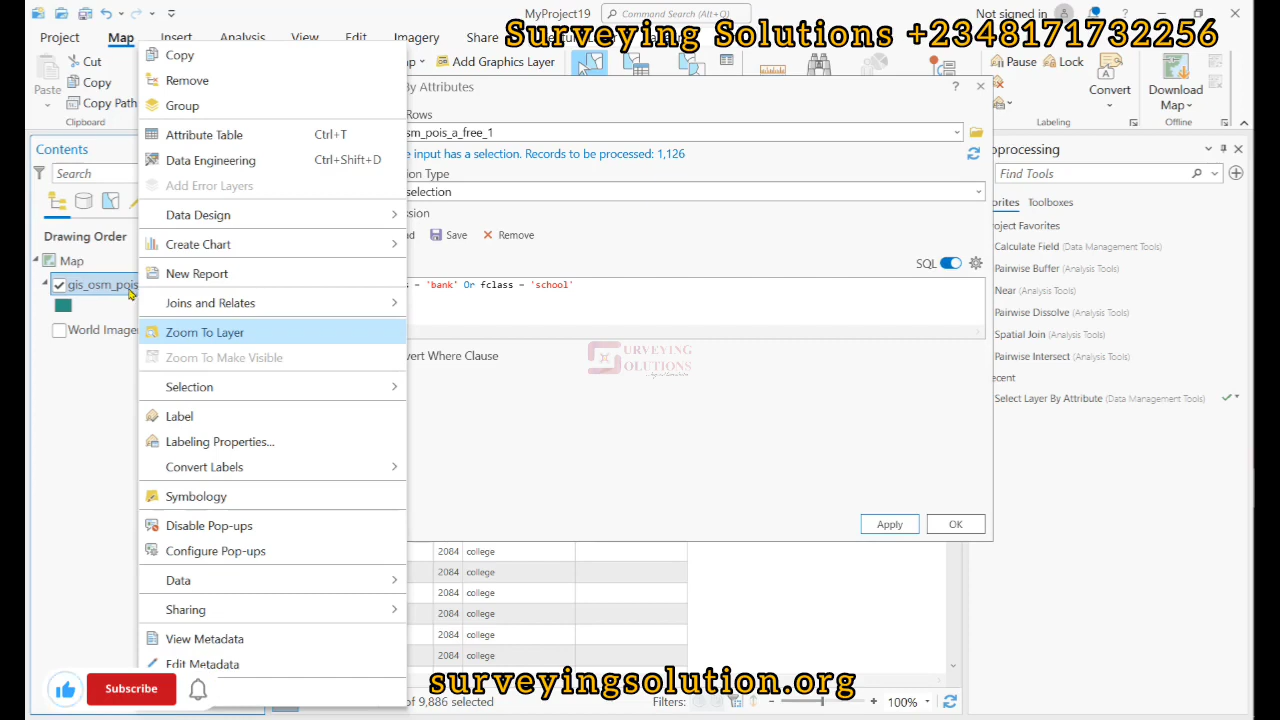 MyProject19
Command Search (Alt+Q)
Not signed in
Surveying Solutions +2348171732256
Project
Map
Insert
Analysis
View
Edit
Imagery
Share
Paste
Cut
Copy
Copy Path
Clipboard
Add Graphics Layer
Pause
Lock
Convert
Labeling
Download
Map
Offline
Contents
Search
Drawing Order
Map
gis_osm_pois
World Image
Copy
Remove
Group
Attribute Table Ctrl+T
Data Engineering Ctrl+Shift+D
Add Error Layers
Data Design
Create Chart
New Report
Joins and Relates
Zoom To Layer
Zoom To Make Visible
Selection
Label
Labeling Properties...
Convert Labels
Symbology
Disable Pop-ups
Configure Pop-ups
Data
Sharing
View Metadata
Edit Metadata
By Attributes
Rows
sm_pois_a_free_1
e input has a selection. Records to be processed: 1,126
ion Type
selection
ssion
Save
Remove
SQL
= 'bank' Or fclass = 'school'
vert Where Clause
SURVEYING
SOLUTIONS
Apply
OK
2084 college
2084 college
2084 college
2084 college
2084 college
2084 college
of 9,886 selected
Filters:
100%
oprocessing
Find Tools
orites
Toolboxes
roject Favorites
Calculate Field (Data Management Tools)
Pairwise Buffer (Analysis Tools)
Near (Analysis Tools)
Pairwise Dissolve (Analysis Tools)
Spatial Join (Analysis Tools)
Pairwise Intersect (Analysis Tools)
ecent
Select Layer By Attribute (Data Management Tools)
Subscribe
surveyingsolution.org